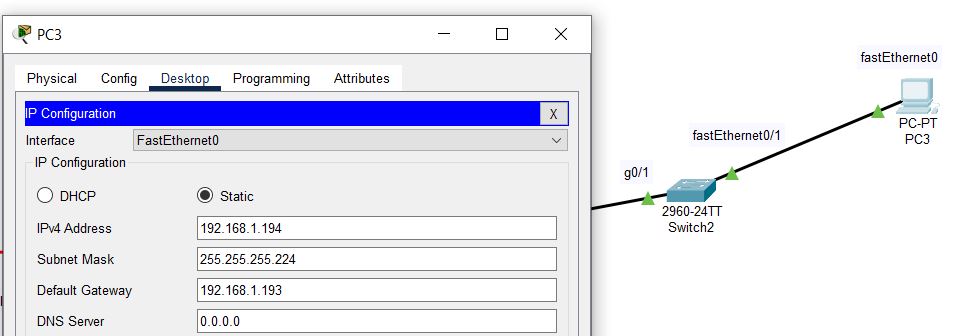 PC3
Physical Config Desktop Programming Attributes
IP Configuration X
Interface FastEthernet0
IP Configuration
DHCP Static
IPv4 Address 192.168.1.194
Subnet Mask 255.255.255.224
Default Gateway 192.168.1.193
DNS Server 0.0.0.0
fastEthernet0
PC-PT
PC3
fastEthernet0/1
g0/1
2960-24TT
Switch2